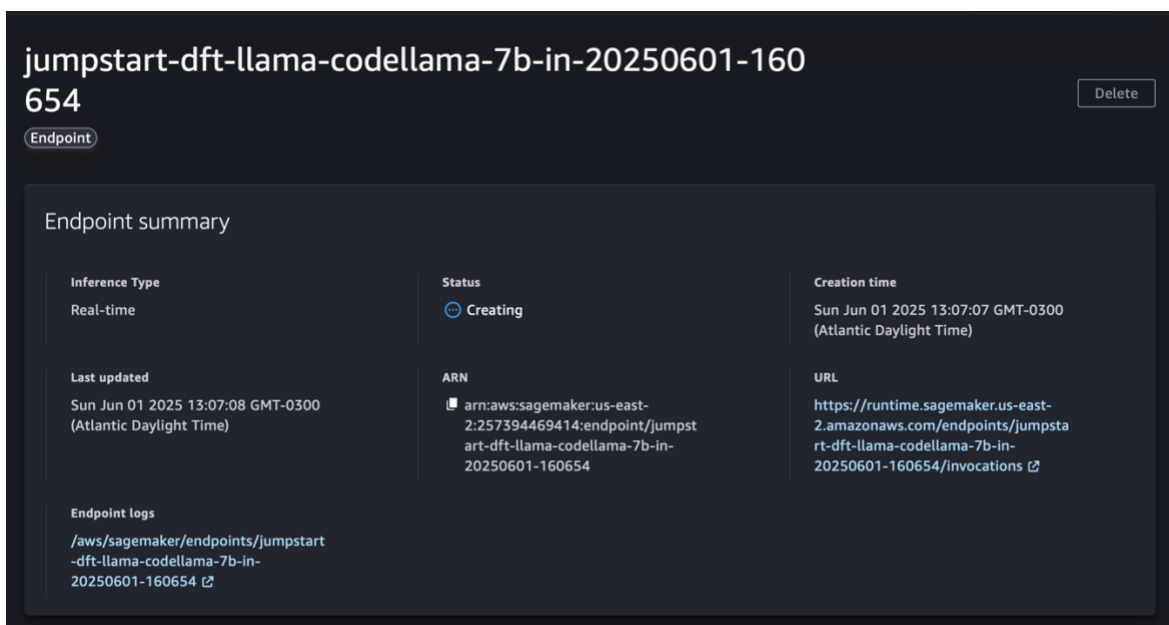 jumpstart-dft-llama-codellama-7b-in-20250601-160
654
Delete
Endpoint
Endpoint summary
Inference Type
Real-time
Status
Creating
Creation time
Sun Jun 01 2025 13:07:07 GMT-0300
(Atlantic Daylight Time)
Last updated
Sun Jun 01 2025 13:07:08 GMT-0300
(Atlantic Daylight Time)
ARN
arn:aws:sagemaker:us-east-
2:257394469414:endpoint/jumpst
art-dft-llama-codellama-7b-in-
20250601-160654
URL
https://runtime.sagemaker.us-east-
2.amazonaws.com/endpoints/jumpsta
rt-dft-llama-codellama-7b-in-
20250601-160654/invocations
Endpoint logs
/aws/sagemaker/endpoints/jumpstart
-dft-llama-codellama-7b-in-
20250601-160654